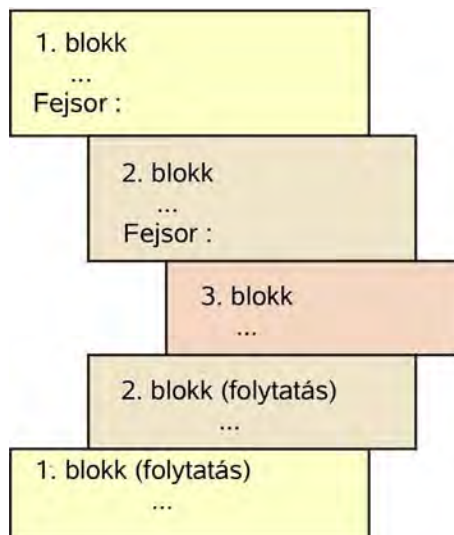 1. blokk
...
Fejsor :
2. blokk
...
Fejsor :
3. blokk
...
2. blokk (folytatás)
...
1. blokk (folytatás)
...